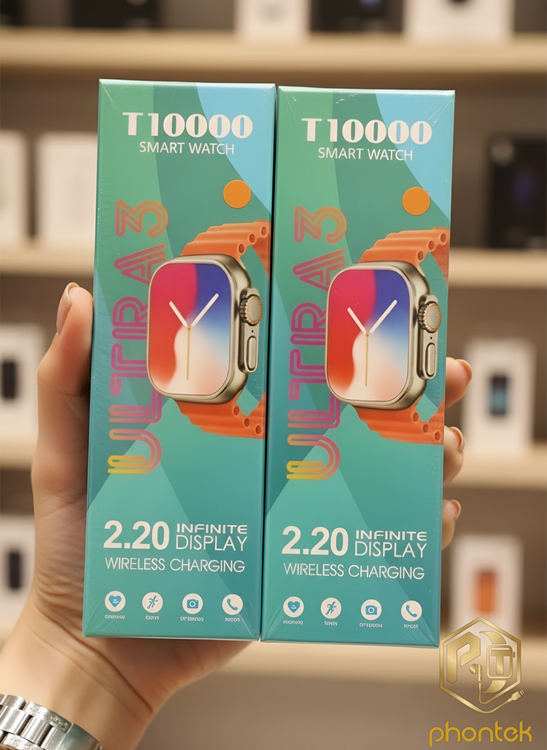 T10000
SMART WATCH
ULTRA 3
2.20 INFINITE DISPLAY
WIRELESS CHARGING
T10000
SMART WATCH
ULTRA 3
2.20 INFINITE DISPLAY
WIRELESS CHARGING
PT
phontek